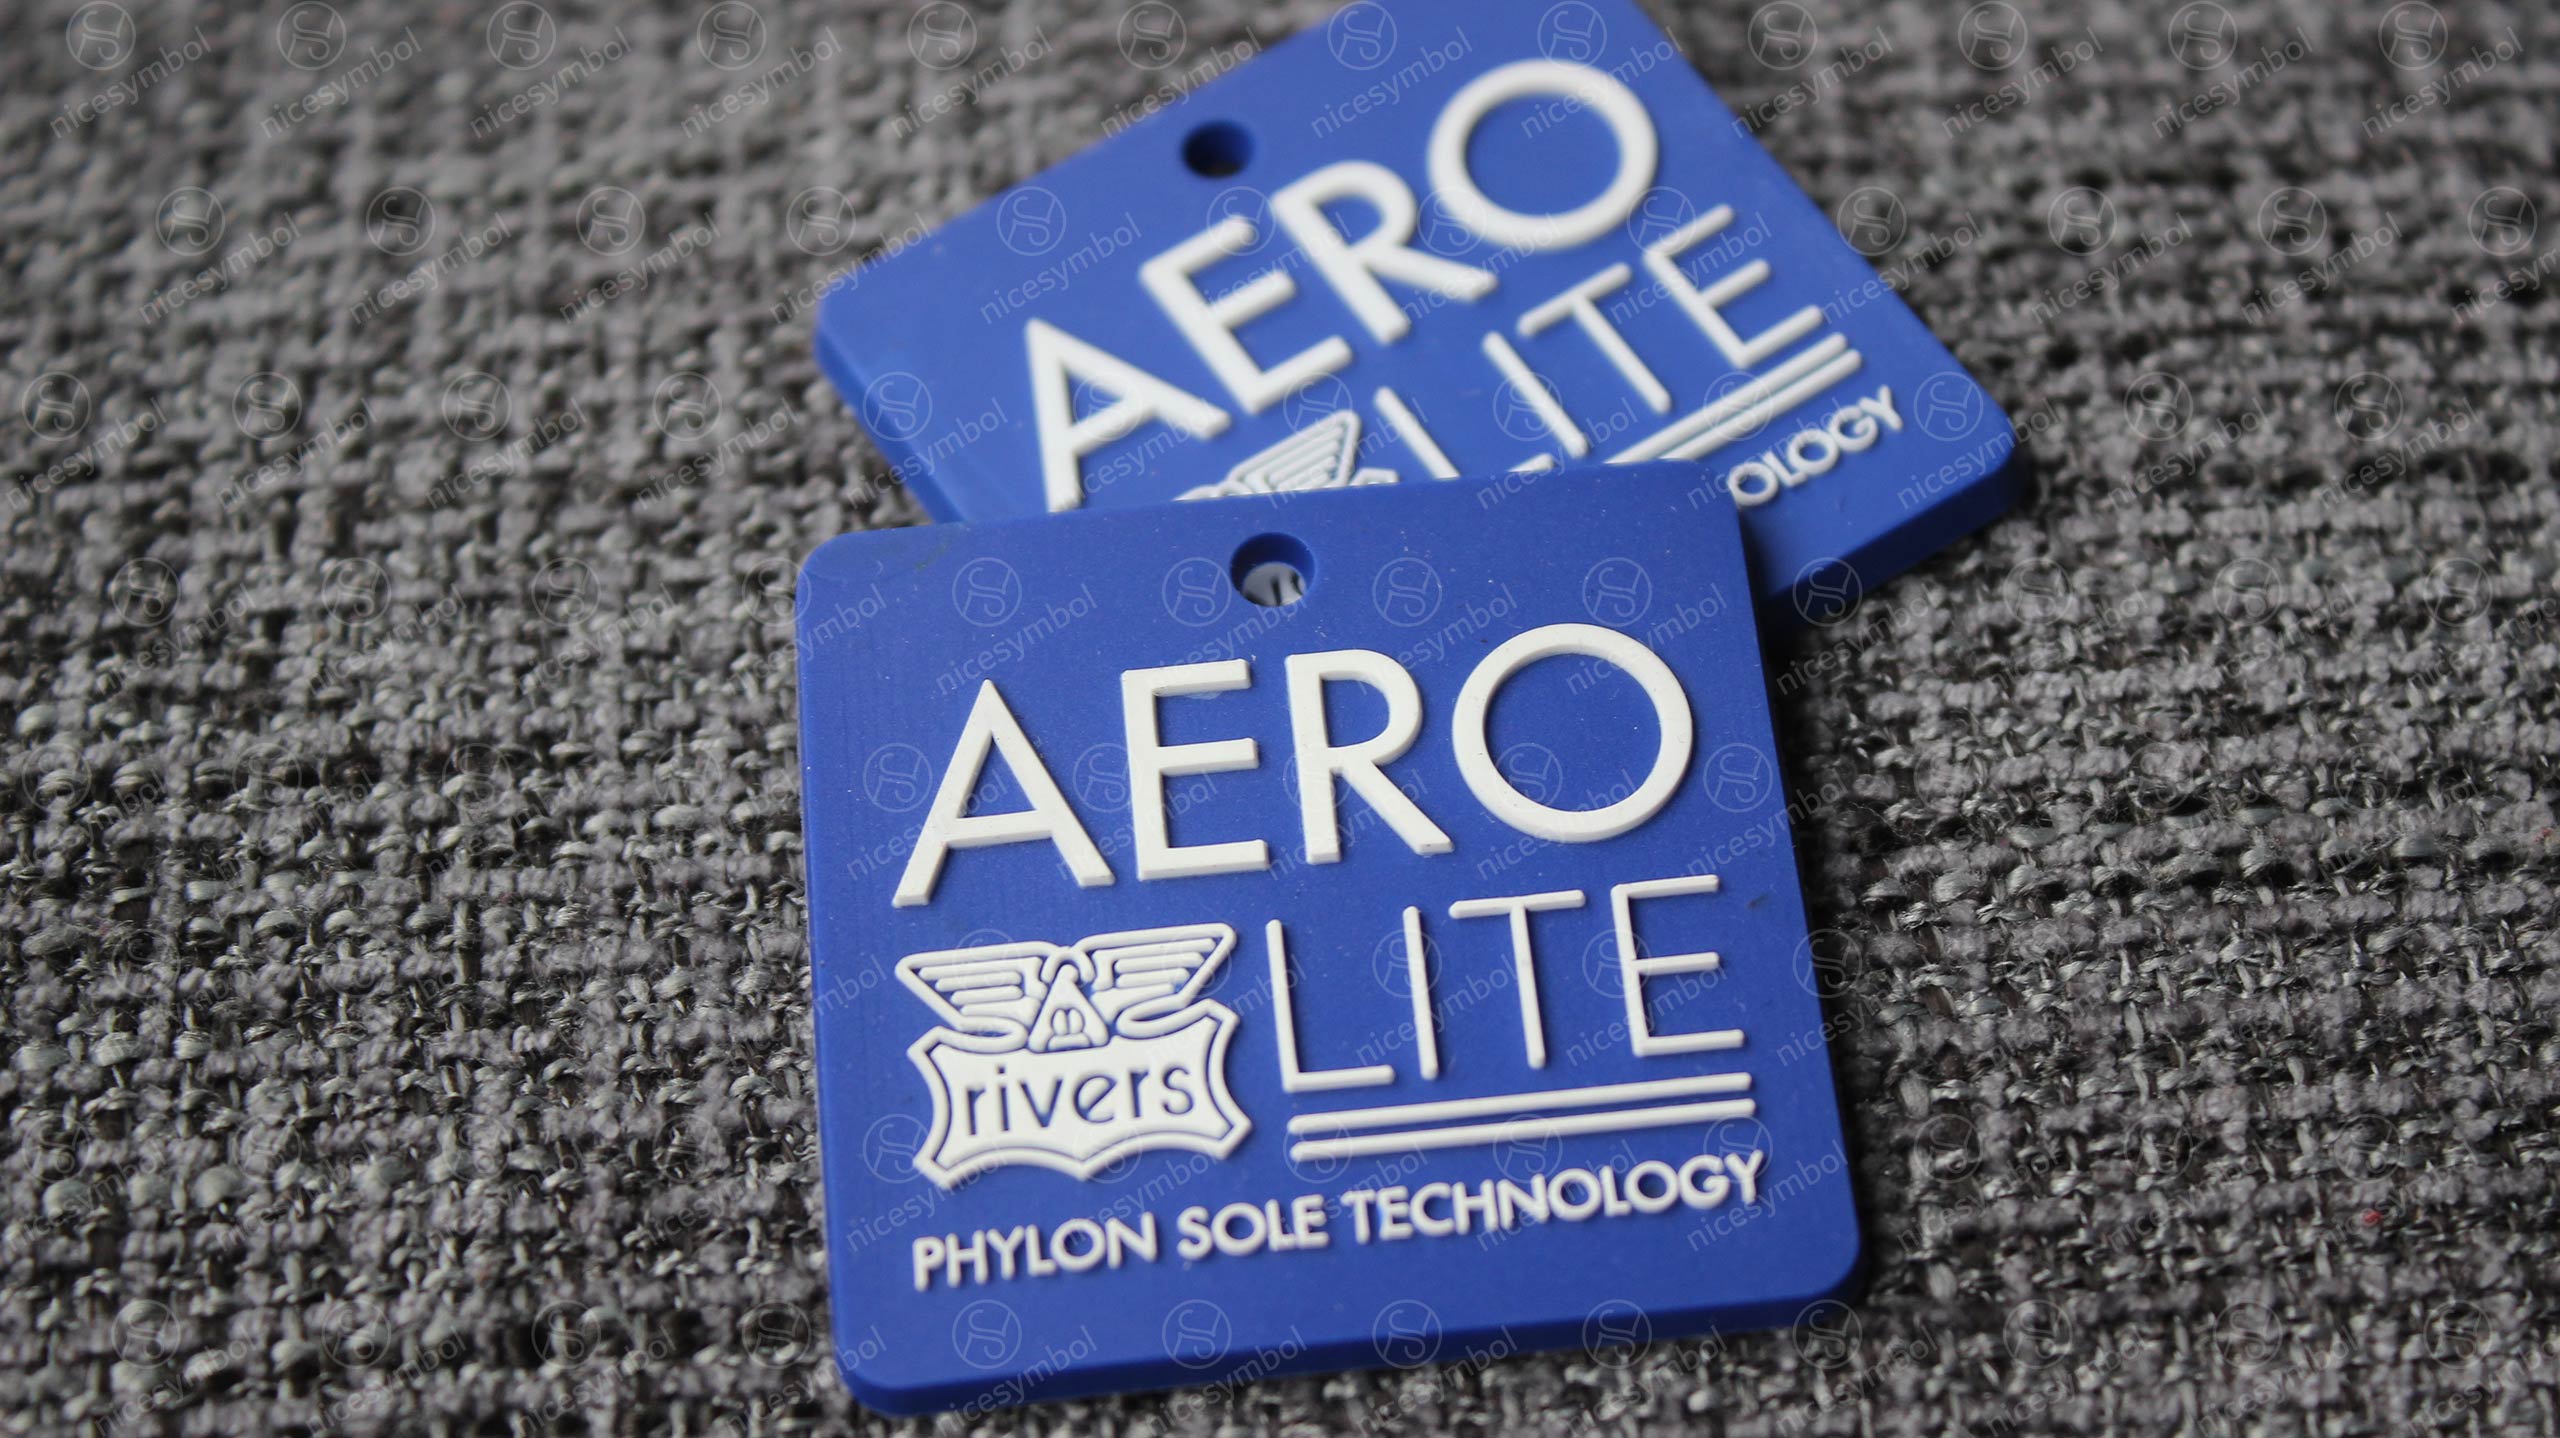 AERO
LITE
OLOGY
AERO
LITE
rivers
PHYLON SOLE TECHNOLOGY
nicesymbol